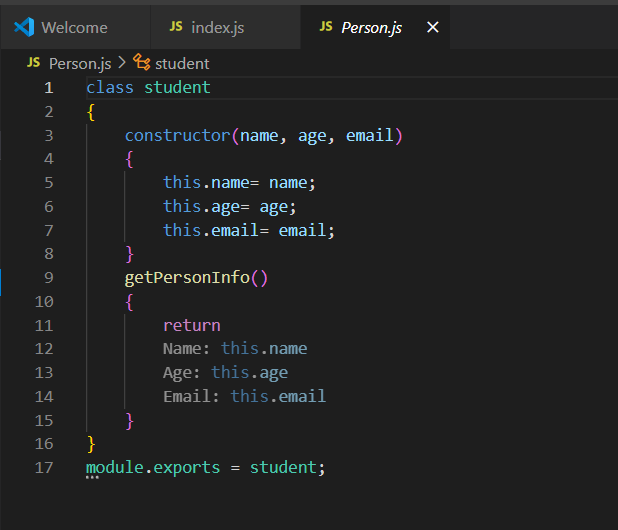 Welcome JS index.js JS Person.js ×
JS Person.js > student
1 class student
2 {
3     constructor(name, age, email)
4     {
5         this.name= name;
6         this.age= age;
7         this.email= email;
8     }
9     getPersonInfo()
10     {
11         return
12         Name: this.name
13         Age: this.age
14         Email: this.email
15     }
16 }
17 module.exports = student;